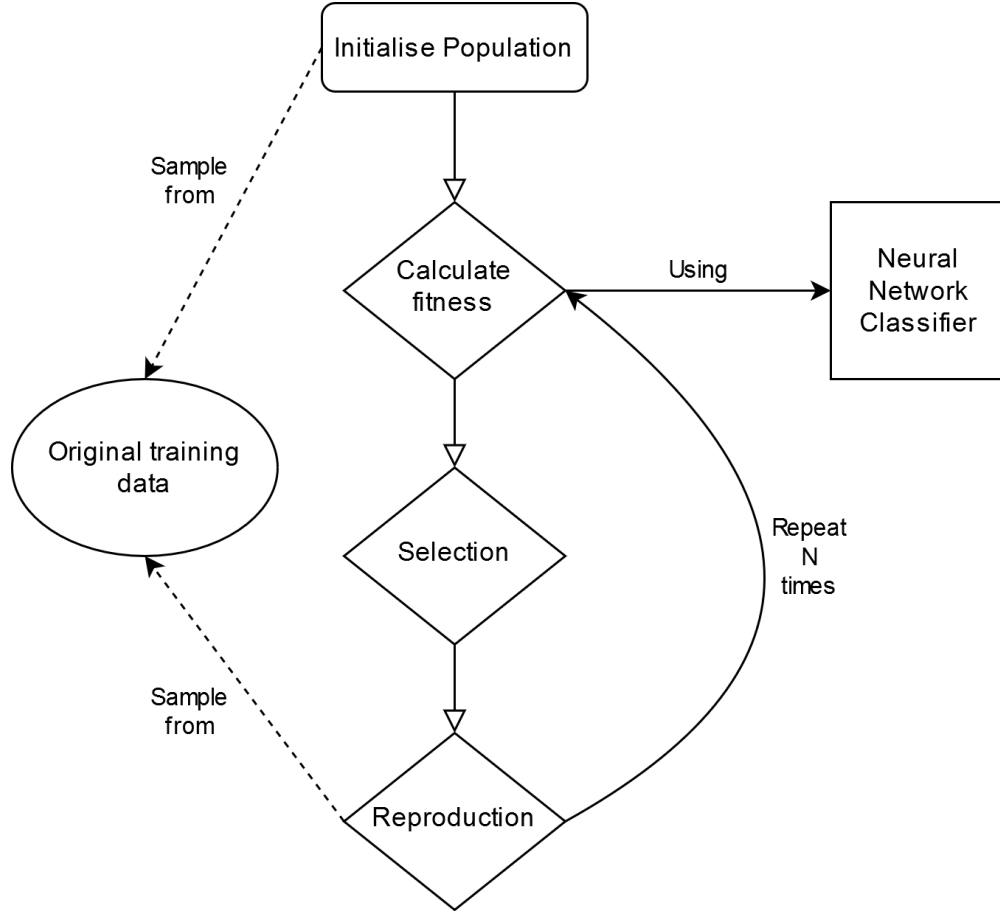 Initialise Population
Sample
from
Calculate
fitness
Using
Neural
Network
Classifier
Original training
data
Selection
Repeat
N
times
Sample
from
Reproduction